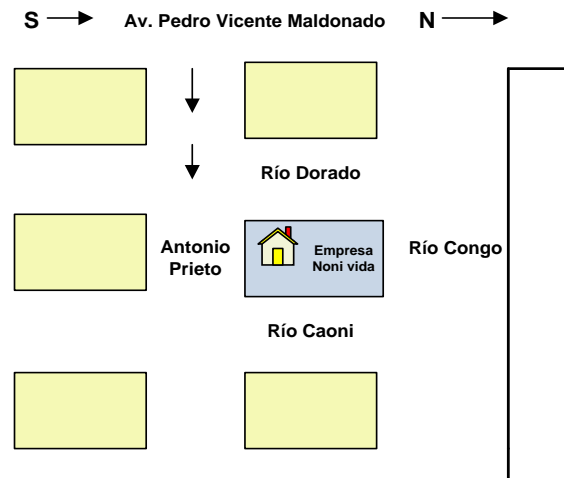 S Av. Pedro Vicente Maldonado N
Río Dorado
Antonio
Prieto
Empresa
Noni vida
Río Congo
Río Caoni